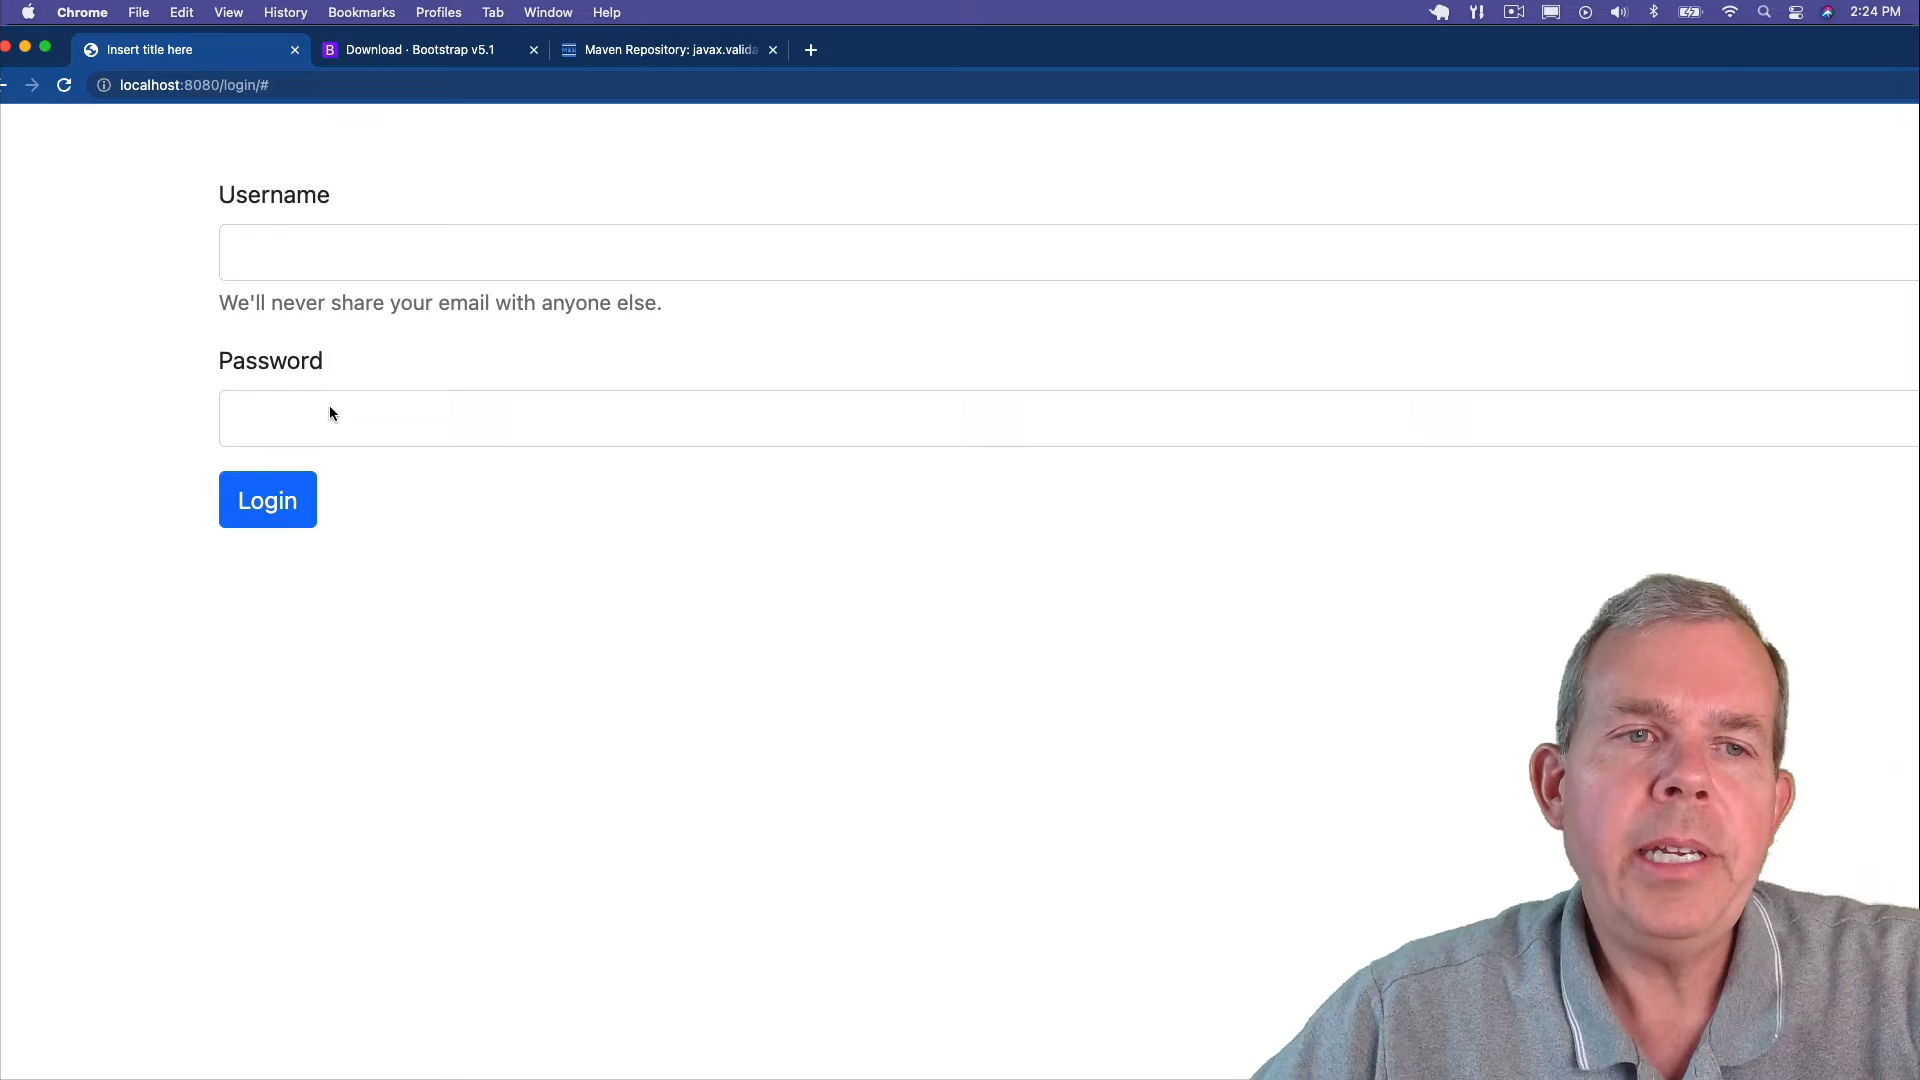 Chrome File Edit View History Bookmarks Profiles Tab Window Help 2:24 PM
Insert title here Download · Bootstrap v5.1 Maven Repository: javax.valida
localhost:8080/login/#
Username
We'll never share your email with anyone else.
Password
Login